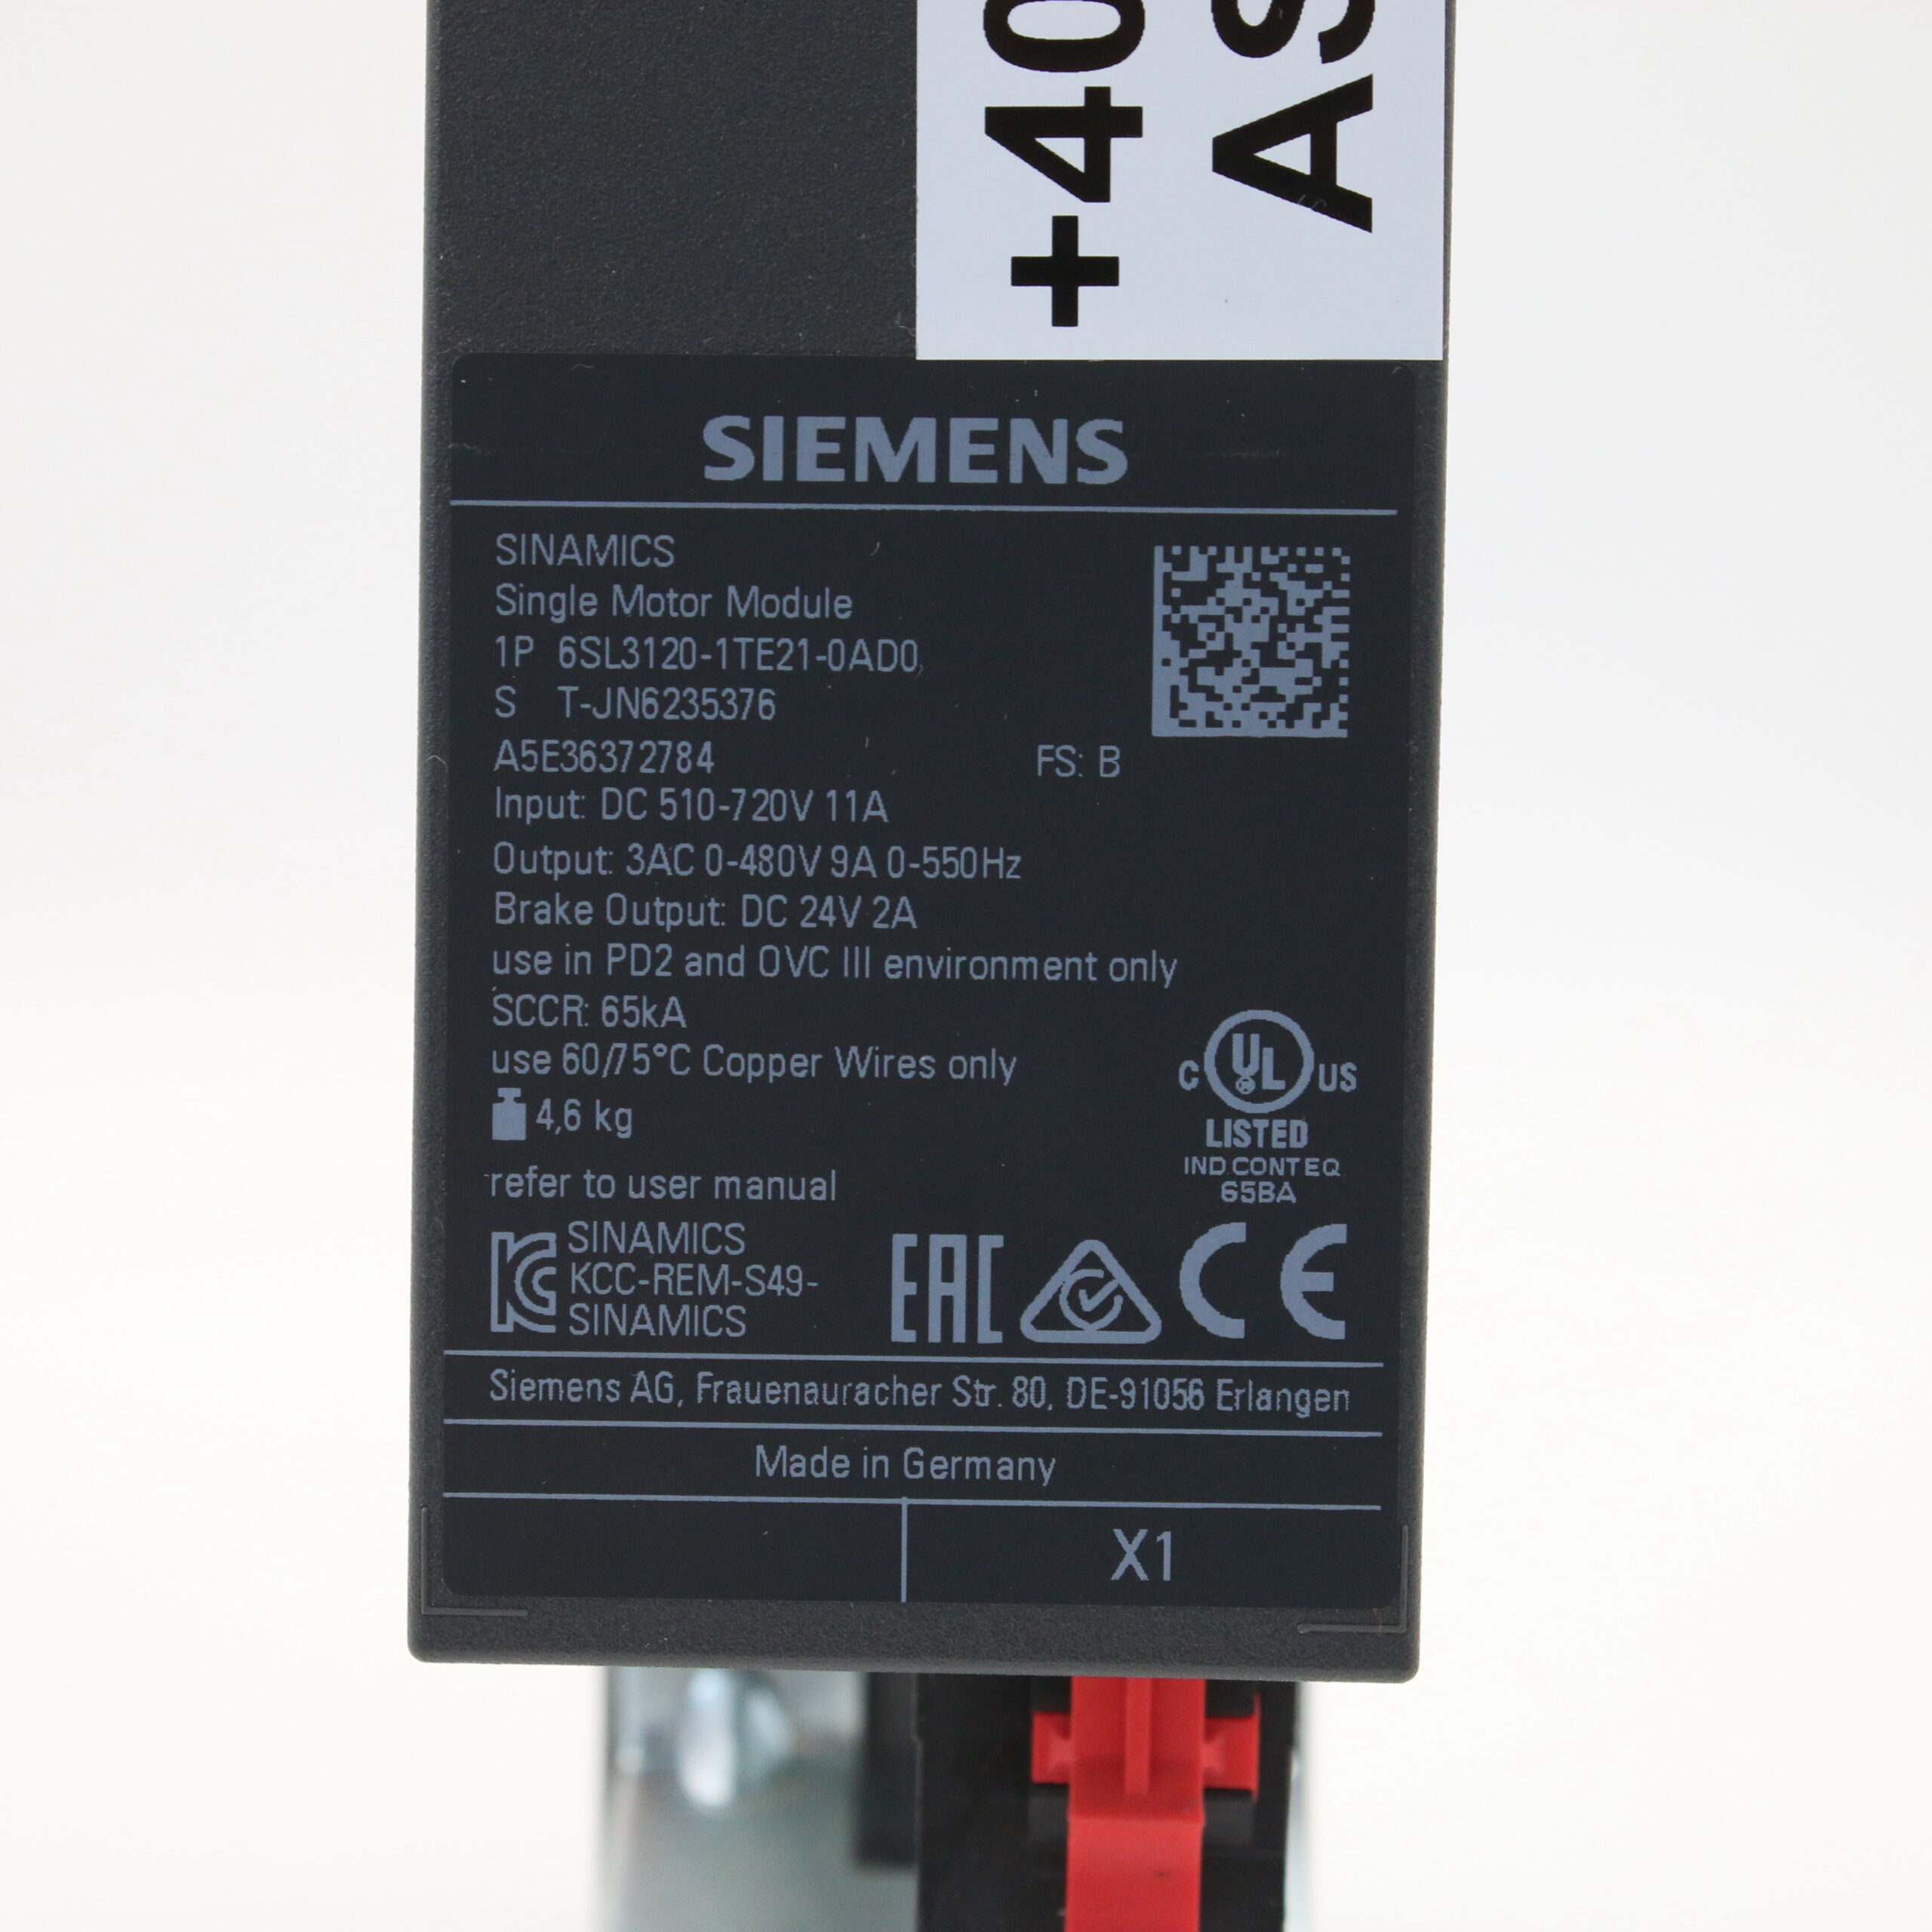 +40
AS
SIEMENS
SINAMICS
Single Motor Module
1P 6SL3120-1TE21-0AD0
S T-JN6235376
A5E36372784 FS: B
Input: DC 510-720V 11A
Output: 3AC 0-480V 9A 0-550Hz
Brake Output: DC 24V 2A
use in PD2 and OVC III environment only
SCCR: 65kA
use 60/75°C Copper Wires only
4,6 kg
C UL ® US
LISTED
IND.CONT.EQ.
65BA
refer to user manual
SINAMICS
KCC-REM-S49-
SINAMICS
EAC CE
Siemens AG, Frauenauracher Str. 80, DE-91056 Erlangen
Made in Germany
X1